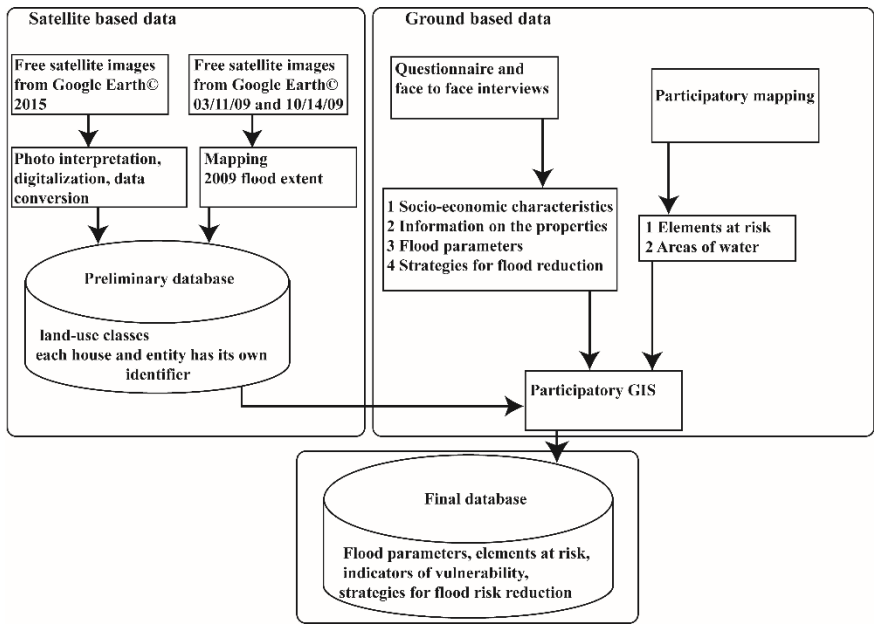 Satellite based data
Free satellite images
from Google Earth©
2015
Free satellite images
from Google Earth©
03/11/09 and 10/14/09
Photo interpretation,
digitalization, data
conversion
Mapping
2009 flood extent
Preliminary database
land-use classes
each house and entity has its own
identifier
Ground based data
Questionnaire and
face to face interviews
Participatory mapping
1 Socio-economic characteristics
2 Information on the properties
3 Flood parameters
4 Strategies for flood reduction
1 Elements at risk
2 Areas of water
Participatory GIS
Final database
Flood parameters, elements at risk,
indicators of vulnerability,
strategies for flood risk reduction